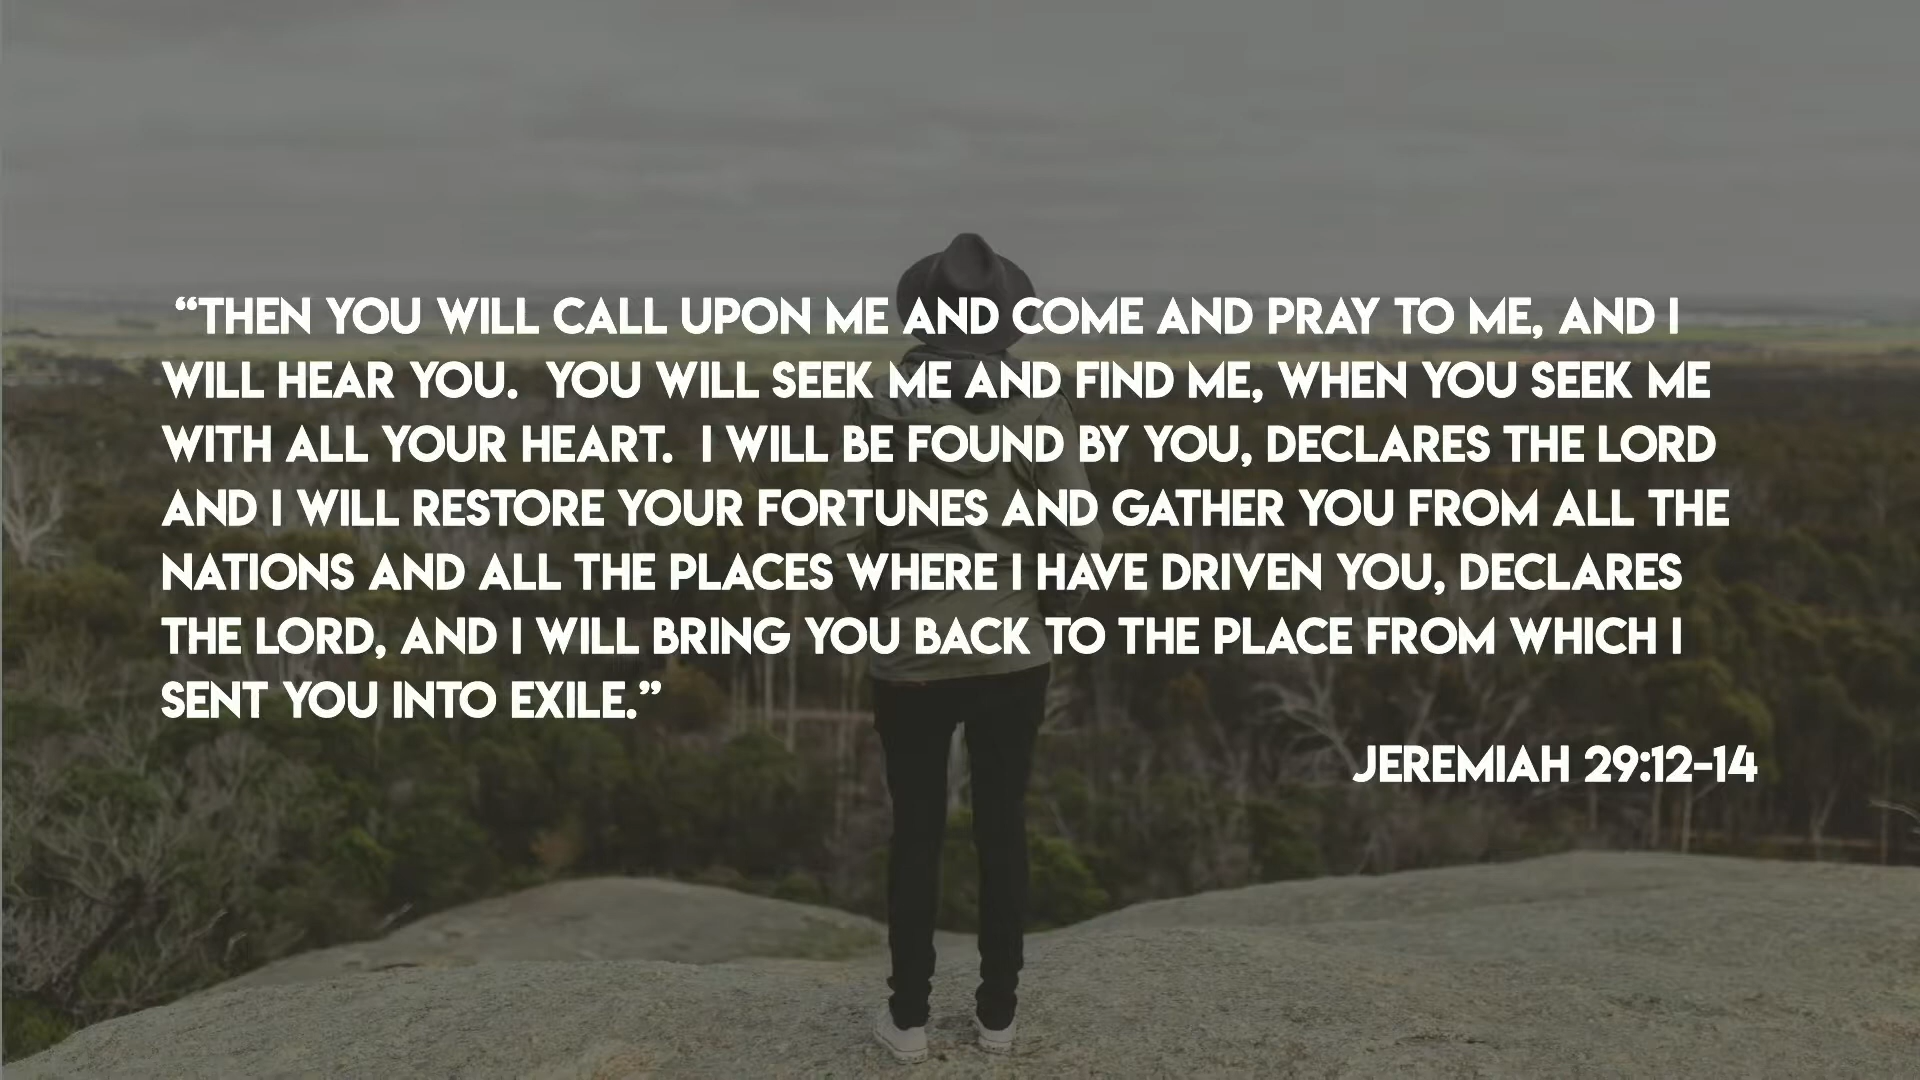 “THEN YOU WILL CALL UPON ME AND COME AND PRAY TO ME, AND I
WILL HEAR YOU.  YOU WILL SEEK ME AND FIND ME, WHEN YOU SEEK ME
WITH ALL YOUR HEART.  I WILL BE FOUND BY YOU, DECLARES THE LORD
AND I WILL RESTORE YOUR FORTUNES AND GATHER YOU FROM ALL THE
NATIONS AND ALL THE PLACES WHERE I HAVE DRIVEN YOU, DECLARES
THE LORD, AND I WILL BRING YOU BACK TO THE PLACE FROM WHICH I
SENT YOU INTO EXILE.”
JEREMIAH 29:12-14